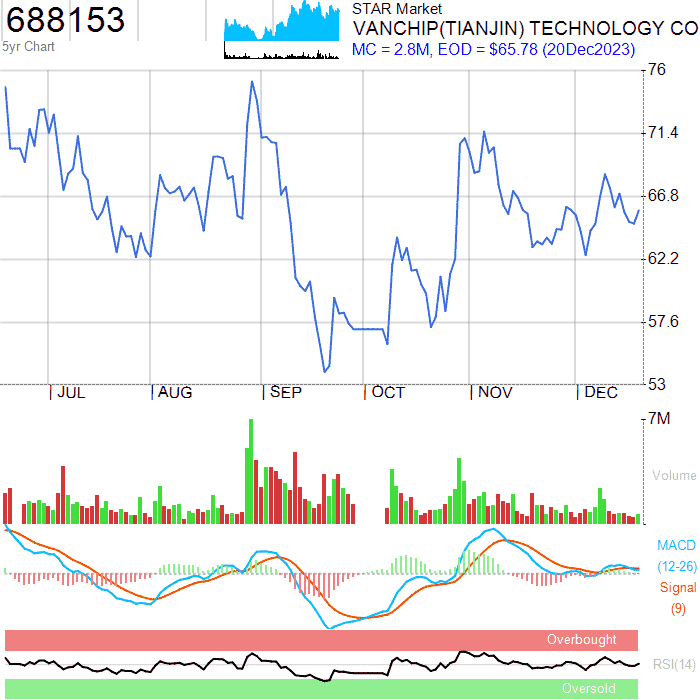 688153
5yr Chart
STAR Market
VANCHIP(TIANJIN) TECHNOLOGY CO
MC = 2.8M, EOD = $65.78 (20Dec2023)
76
71.4
66.8
62.2
57.6
53
JUL AUG SEP OCT NOV DEC
7M
Volume
MACD
(12-26)
Signal
(9)
Overbought
RSI(14)
Oversold